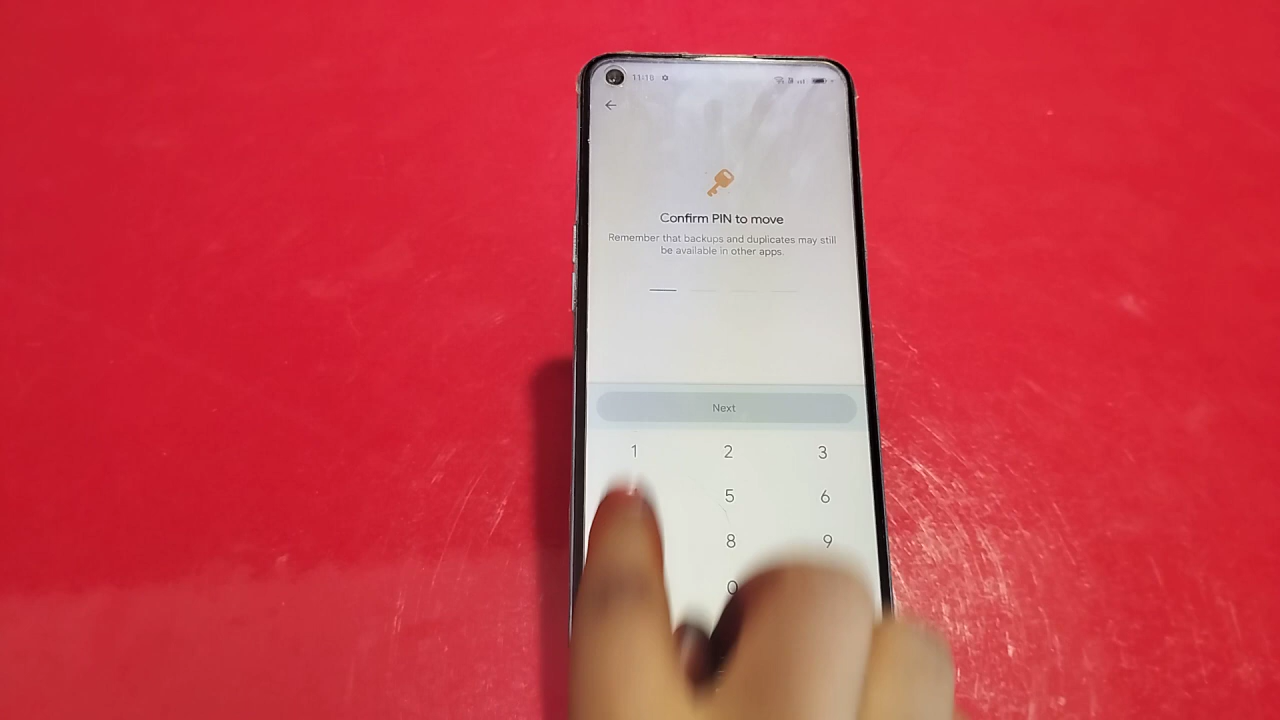 11:18
Confirm PIN to move
Remember that backups and duplicates may still
be available in other apps.
Next
1 2 3
5 6
8 9
0